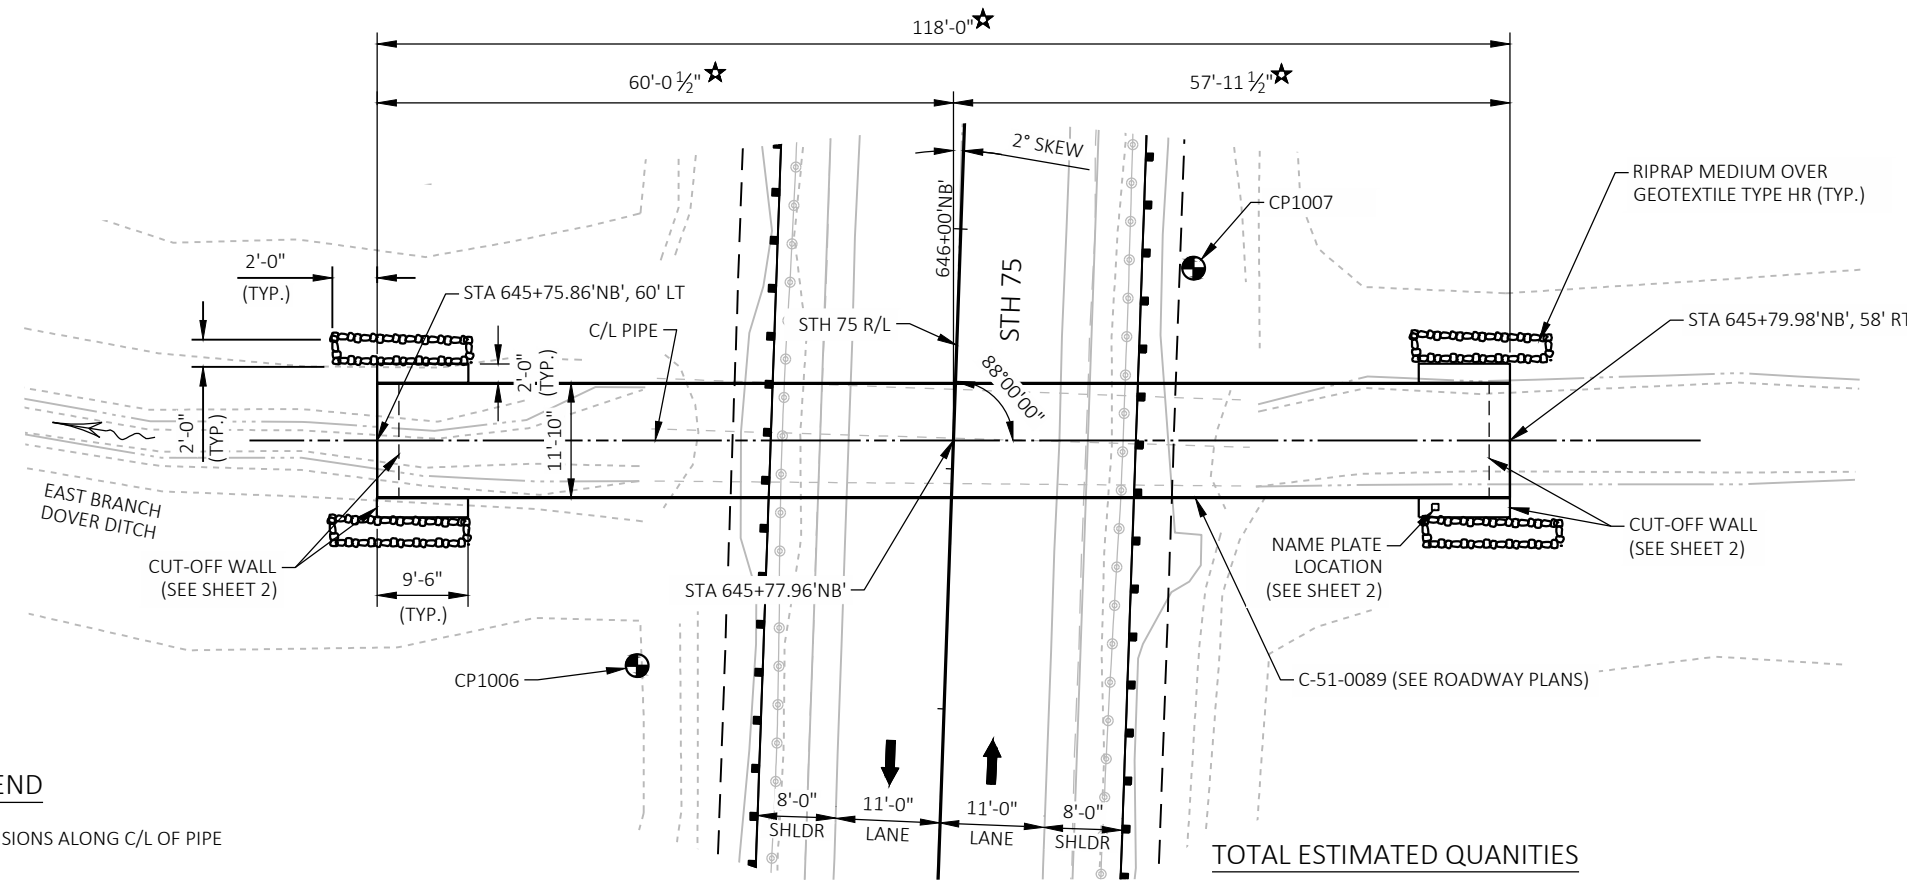 118'-0"
60'-0 ½"
57'-11 ½"
2° SKEW
646+00'NB'
STH 75
CP1007
RIPRAP MEDIUM OVER
GEOTEXTILE TYPE HR (TYP.)
2'-0"
(TYP.)
STA 645+75.86'NB', 60' LT
C/L PIPE
STH 75 R/L
STA 645+79.98'NB', 58' RT
88°00'00"
2'-0"
(TYP.)
2'-0"
(TYP.)
11'-10"
EAST BRANCH
DOVER DITCH
CUT-OFF WALL
(SEE SHEET 2)
9'-6"
(TYP.)
STA 645+77.96'NB'
NAME PLATE
LOCATION
(SEE SHEET 2)
CUT-OFF WALL
(SEE SHEET 2)
CP1006
C-51-0089 (SEE ROADWAY PLANS)
8'-0"
SHLDR
11'-0"
LANE
11'-0"
LANE
8'-0"
SHLDR
END
SIONS ALONG C/L OF PIPE
TOTAL ESTIMATED QUANITIES